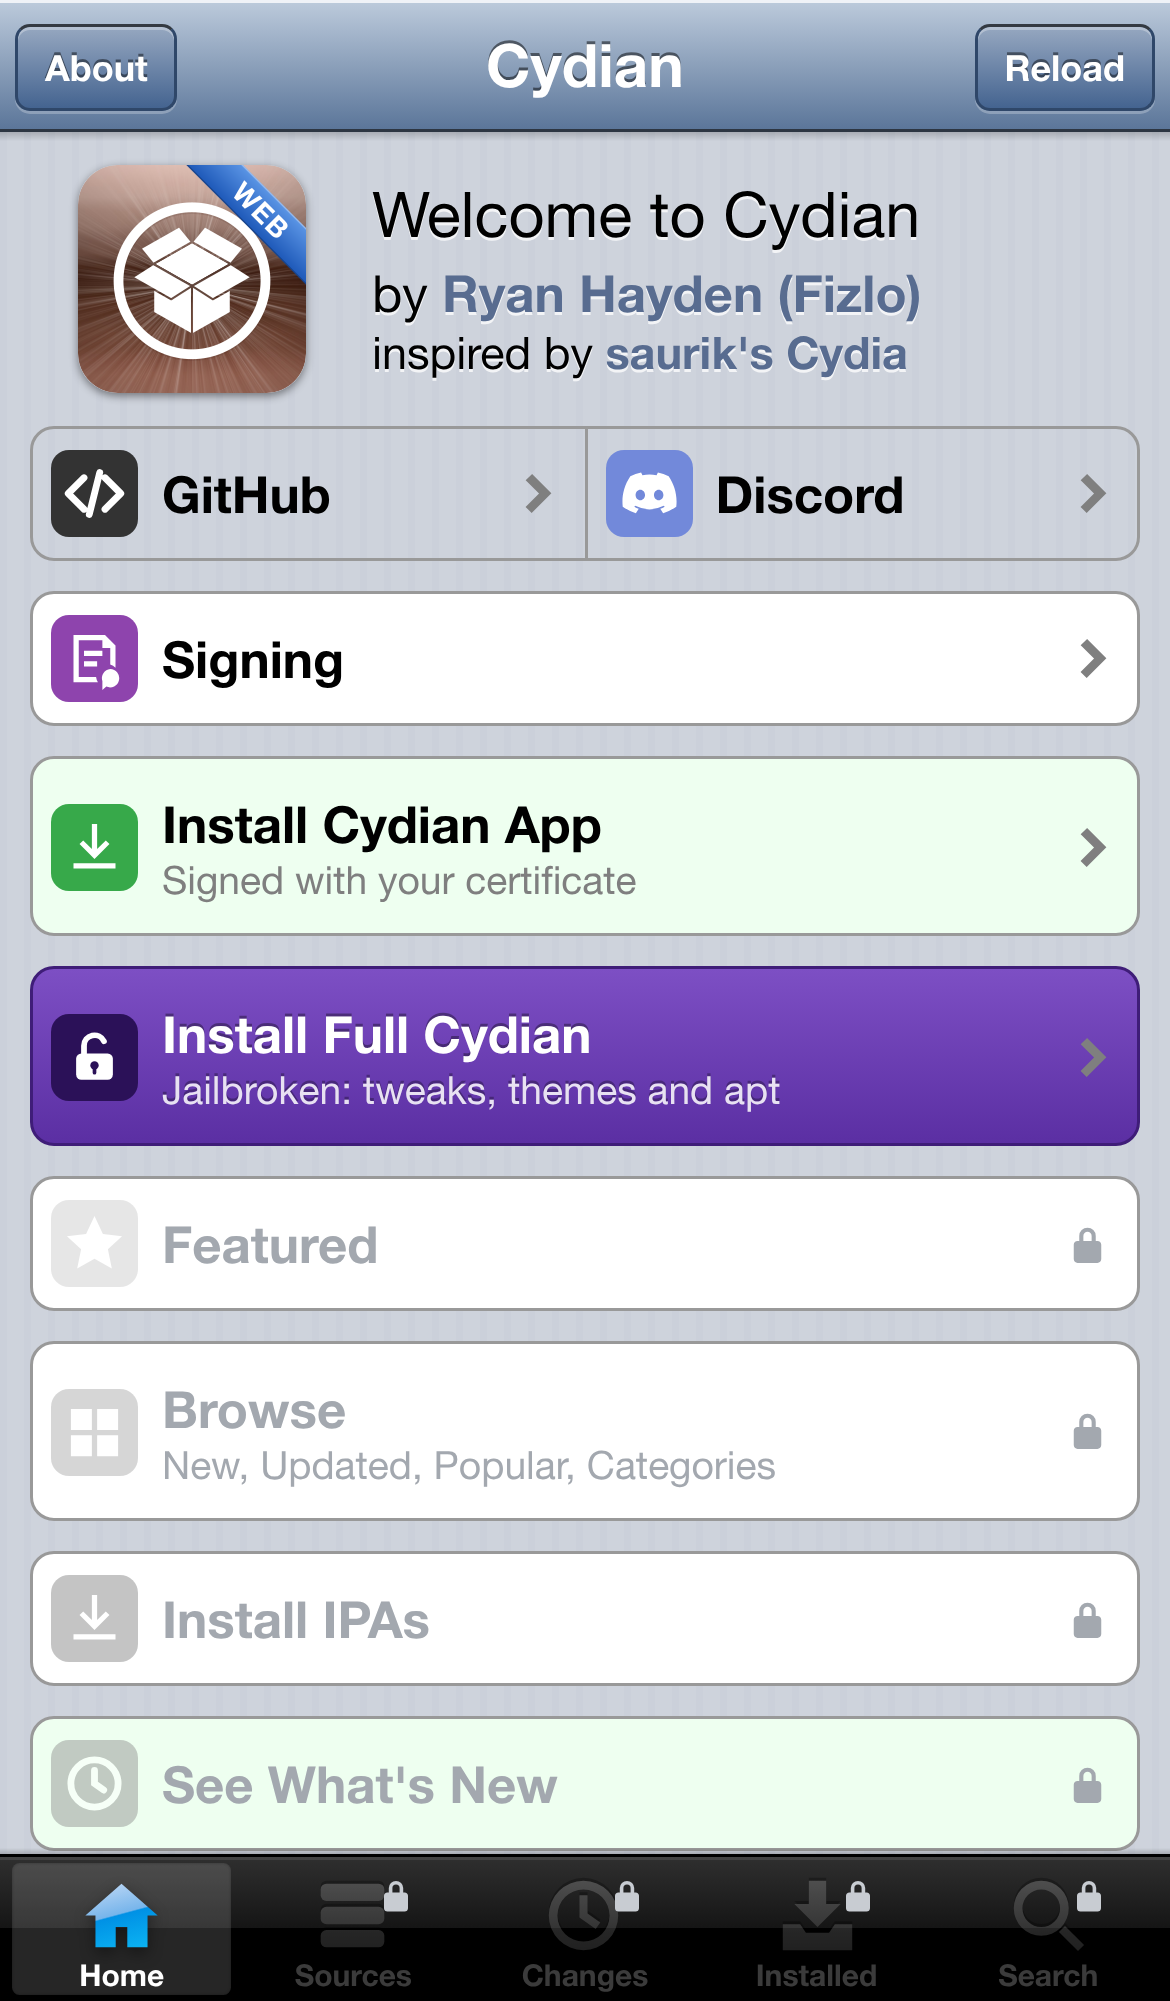 About
Cydian
Reload
WEB
Welcome to Cydian
by Ryan Hayden (Fizlo)
inspired by saurik's Cydia
GitHub
Discord
Signing
Install Cydian App
Signed with your certificate
Install Full Cydian
Jailbroken: tweaks, themes and apt
Featured
Browse
New, Updated, Popular, Categories
Install IPAs
See What's New
Home
Sources
Changes
Installed
Search